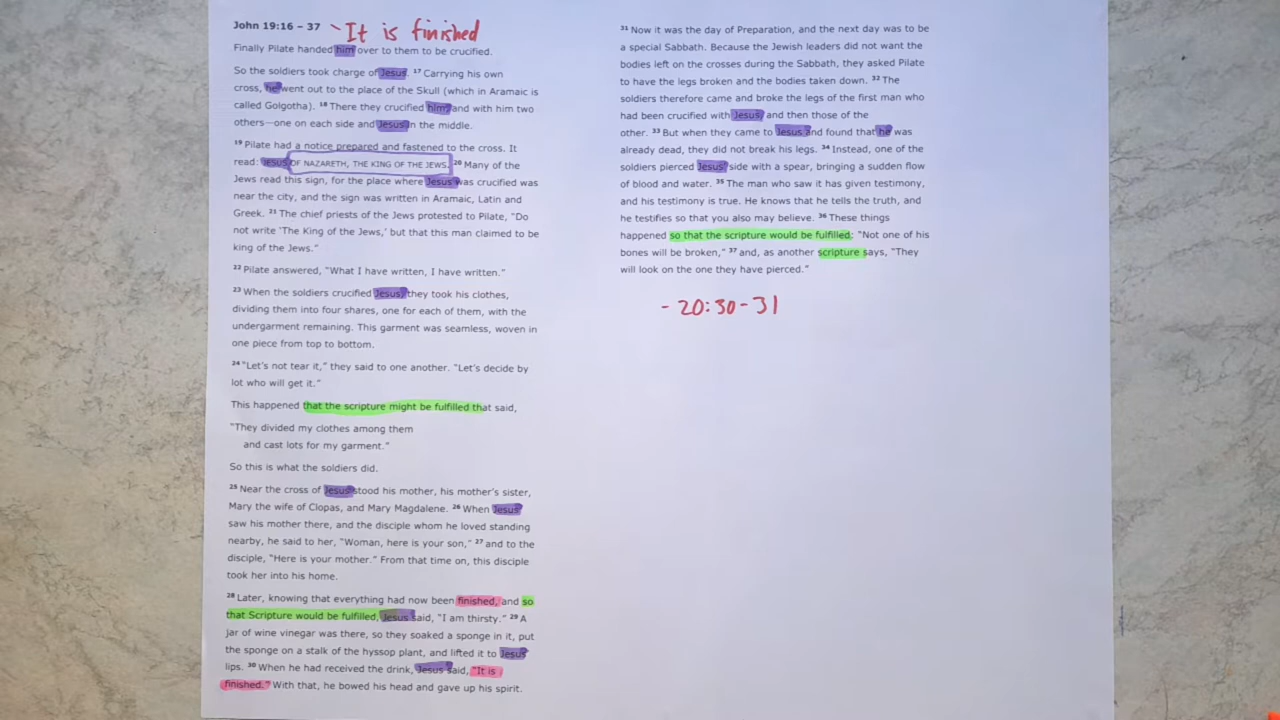 John 19:16 – 37 - It is finished
Finally Pilate handed him over to them to be crucified.
So the soldiers took charge of Jesus. 17 Carrying his own
cross, he went out to the place of the Skull (which in Aramaic is
called Golgotha). 18 There they crucified him, and with him two
others—one on each side and Jesus in the middle.
19 Pilate had a notice prepared and fastened to the cross. It
read: JESUS OF NAZARETH, THE KING OF THE JEWS. 20 Many of the
Jews read this sign, for the place where Jesus was crucified was
near the city, and the sign was written in Aramaic, Latin and
Greek. 21 The chief priests of the Jews protested to Pilate, "Do
not write 'The King of the Jews,' but that this man claimed to be
king of the Jews."
22 Pilate answered, "What I have written, I have written."
23 When the soldiers crucified Jesus, they took his clothes,
dividing them into four shares, one for each of them, with the
undergarment remaining. This garment was seamless, woven in
one piece from top to bottom.
24 "Let's not tear it," they said to one another. "Let's decide by
lot who will get it."
This happened that the scripture might be fulfilled that said,
"They divided my clothes among them
and cast lots for my garment."
So this is what the soldiers did.
25 Near the cross of Jesus stood his mother, his mother's sister,
Mary the wife of Clopas, and Mary Magdalene. 26 When Jesus
saw his mother there, and the disciple whom he loved standing
nearby, he said to her, "Woman, here is your son," 27 and to the
disciple, "Here is your mother." From that time on, this disciple
took her into his home.
28 Later, knowing that everything had now been finished, and so
that Scripture would be fulfilled, Jesus said, "I am thirsty." 29 A
jar of wine vinegar was there, so they soaked a sponge in it, put
the sponge on a stalk of the hyssop plant, and lifted it to Jesus'
lips. 30 When he had received the drink, Jesus said, "It is
finished." With that, he bowed his head and gave up his spirit.
31 Now it was the day of Preparation, and the next day was to be
a special Sabbath. Because the Jewish leaders did not want the
bodies left on the crosses during the Sabbath, they asked Pilate
to have the legs broken and the bodies taken down. 32 The
soldiers therefore came and broke the legs of the first man who
had been crucified with Jesus, and then those of the
other. 33 But when they came to Jesus and found that he was
already dead, they did not break his legs. 34 Instead, one of the
soldiers pierced Jesus' side with a spear, bringing a sudden flow
of blood and water. 35 The man who saw it has given testimony,
and his testimony is true. He knows that he tells the truth, and
he testifies so that you also may believe. 36 These things
happened so that the scripture would be fulfilled: "Not one of his
bones will be broken," 37 and, as another scripture says, "They
will look on the one they have pierced."
- 20:30-31